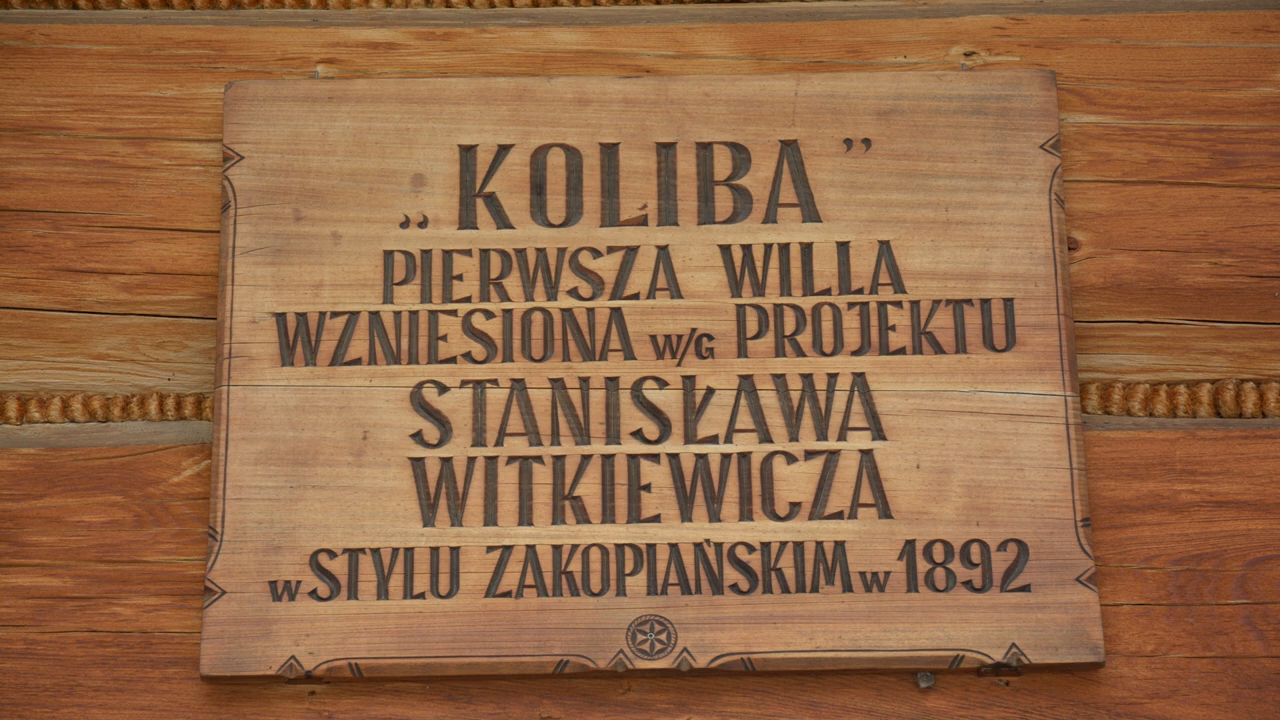 „KOLIBA”
PIERWSZA WILLA
WZNIESIONA W/G PROJEKTU
STANISŁAWA
WITKIEWICZA
w STYLU ZAKOPIAŃSKIM w 1892